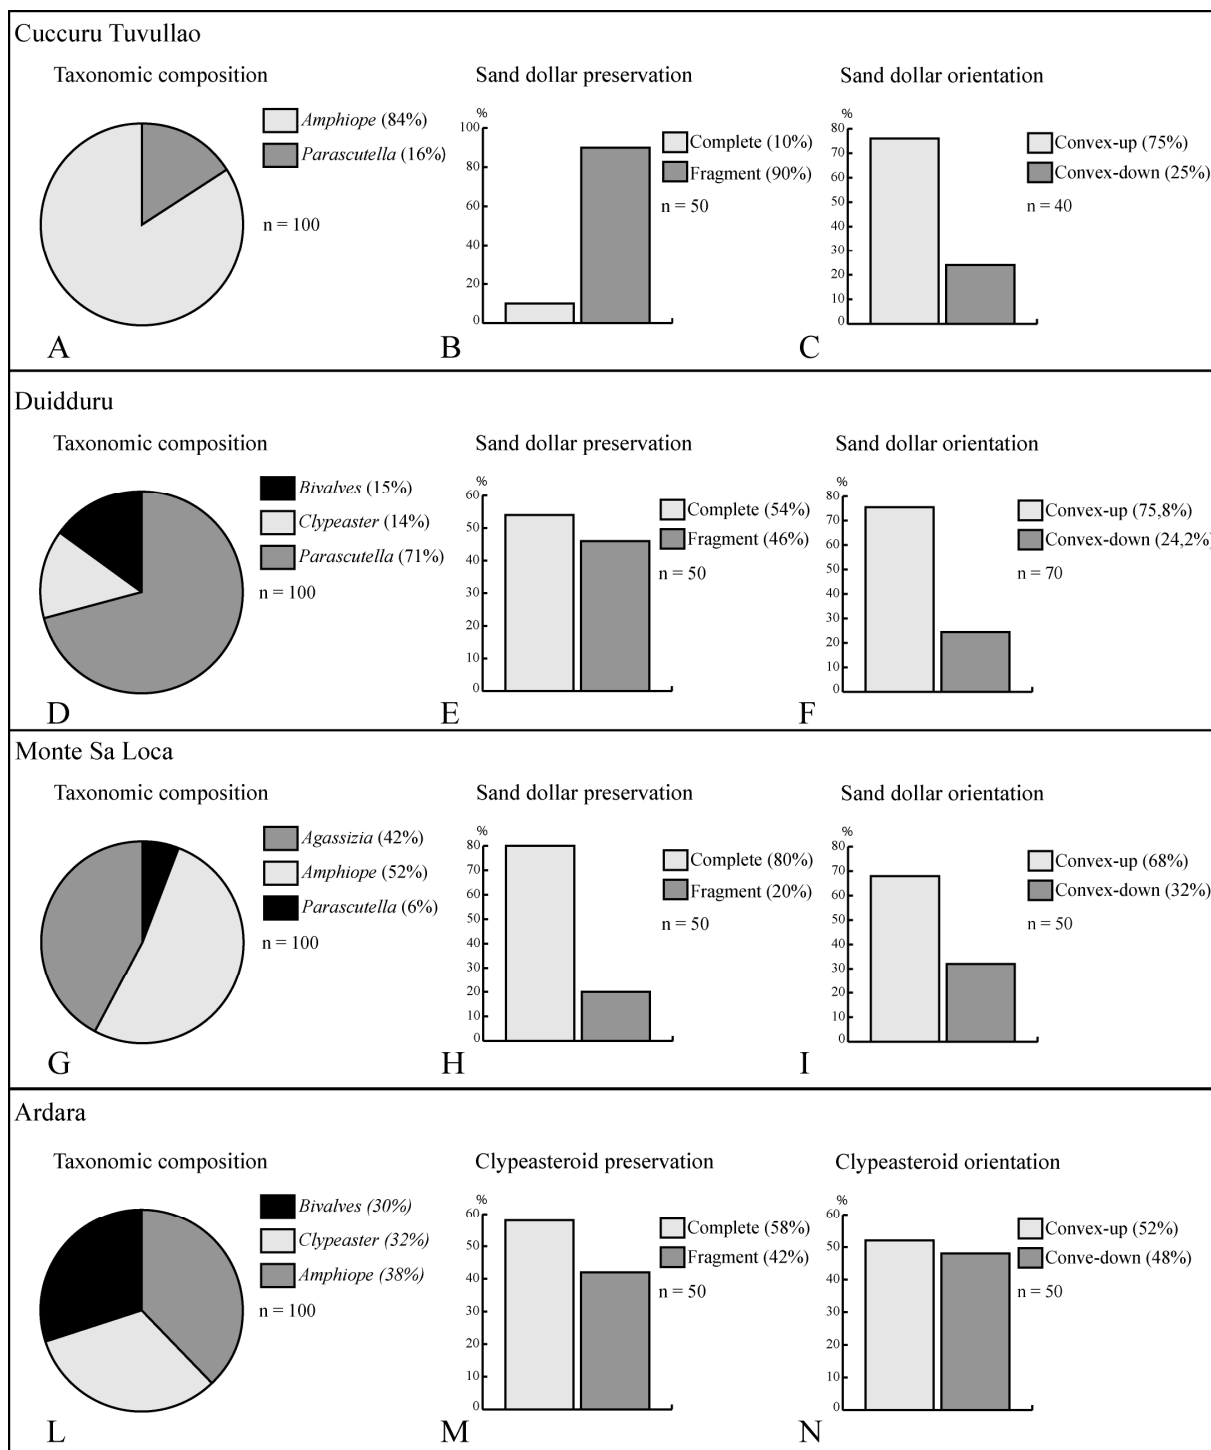 Cuccuru Tuvullao
Taxonomic composition
Amphiope (84%)
Parascutella (16%)
n = 100
A
Sand dollar preservation
%
100
80
60
40
20
0
Complete (10%)
Fragment (90%)
n = 50
B
Sand dollar orientation
%
80
70
60
50
40
30
20
10
0
Convex-up (75%)
Convex-down (25%)
n = 40
C
Duidduru
Taxonomic composition
Bivalves (15%)
Clypeaster (14%)
Parascutella (71%)
n = 100
D
Sand dollar preservation
%
60
50
40
30
20
10
0
Complete (54%)
Fragment (46%)
n = 50
E
Sand dollar orientation
%
80
70
60
50
40
30
20
10
0
Convex-up (75,8%)
Convex-down (24,2%)
n = 70
F
Monte Sa Loca
Taxonomic composition
Agassizia (42%)
Amphiope (52%)
Parascutella (6%)
n = 100
G
Sand dollar preservation
%
80
70
60
50
40
30
20
10
0
Complete (80%)
Fragment (20%)
n = 50
H
Sand dollar orientation
%
80
70
60
50
40
30
20
10
0
Convex-up (68%)
Convex-down (32%)
n = 50
I
Ardara
Taxonomic composition
Bivalves (30%)
Clypeaster (32%)
Amphiope (38%)
n = 100
L
Clypeasteroid preservation
%
60
50
40
30
20
10
0
Complete (58%)
Fragment (42%)
n = 50
M
Clypeasteroid orientation
%
60
50
40
30
20
10
0
Convex-up (52%)
Conve-down (48%)
n = 50
N